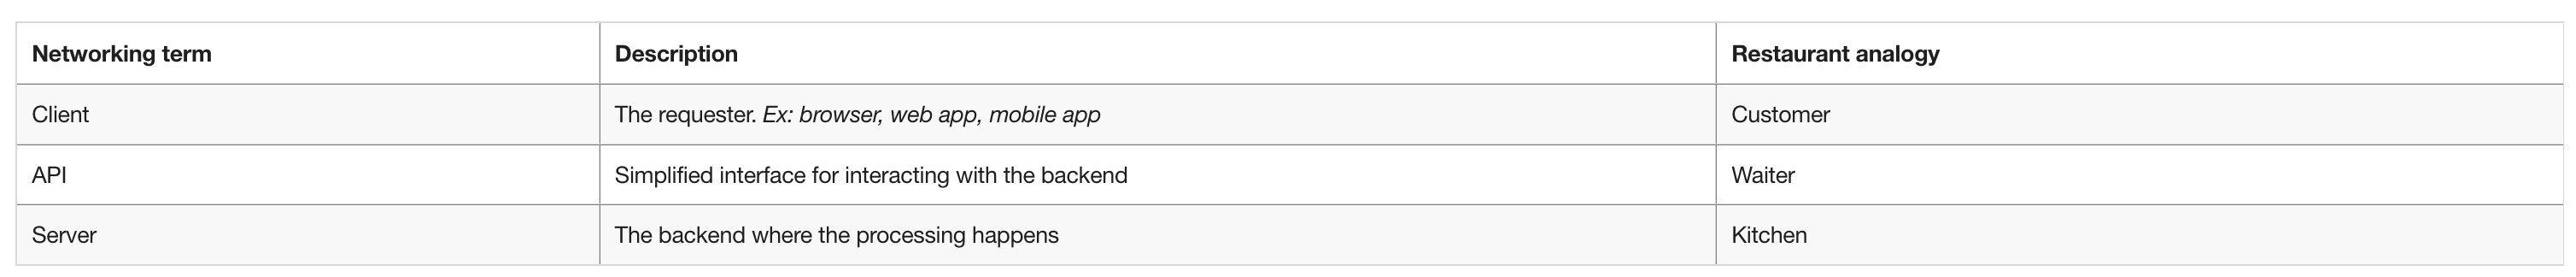 Networking term Description Restaurant analogy
Client The requester. Ex: browser, web app, mobile app Customer
API Simplified interface for interacting with the backend Waiter
Server The backend where the processing happens Kitchen